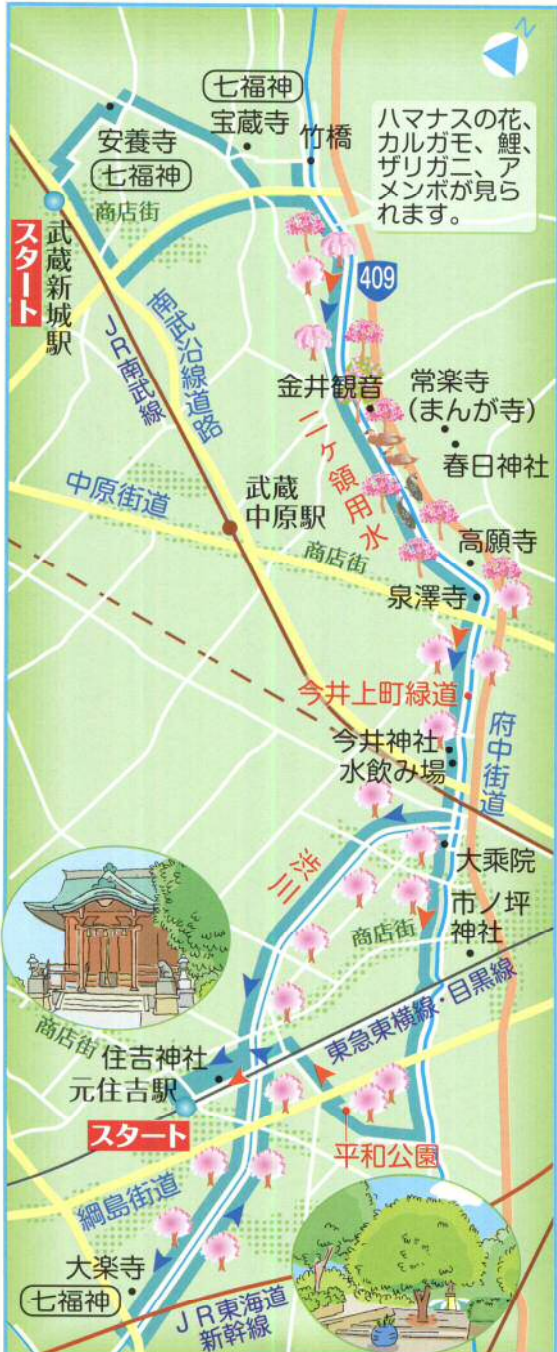 N
七福神
宝蔵寺
竹橋
安養寺
七福神
商店街
ハマナスの花、
カルガモ、鯉、
ザリガニ、ア
メンボが見ら
れます。
スタート
武蔵新城駅
409
南武沿線道路
JR南武線
金井観音
常楽寺
(まんが寺)
春日神社
二ヶ領用水
中原街道
武蔵
中原駅
商店街
高願寺
泉澤寺
今井上町緑道
府中街道
今井神社
水飲み場
大乗院
渋川
市ノ坪
神社
商店街
東急東横線・目黒線
商店街
住吉神社
元住吉駅
スタート
平和公園
綱島街道
大楽寺
七福神
JR東海道
新幹線